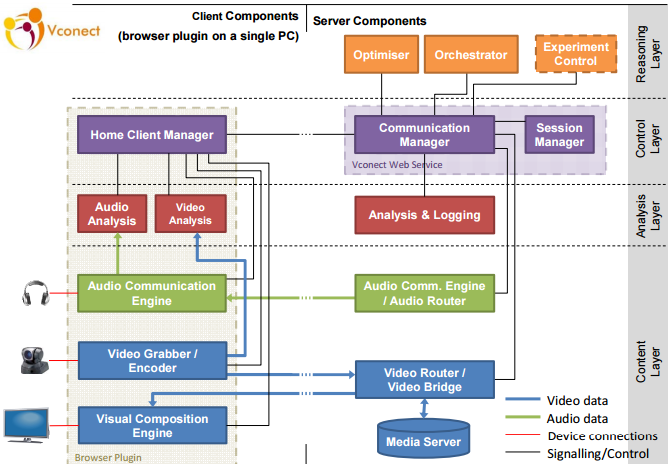 Vconnect
Client Components
(browser plugin on a single PC)
Server Components
Optimiser
Orchestrator
Experiment
Control
Reasoning
Layer
Home Client Manager
Communication
Manager
Session
Manager
Vconect Web Service
Control
Layer
Audio
Analysis
Video
Analysis
Analysis & Logging
Analysis
Layer
Audio Communication
Engine
Audio Comm. Engine
/ Audio Router
Video Grabber /
Encoder
Video Router /
Video Bridge
Content
Layer
Visual Composition
Engine
Media Server
Browser Plugin
Video data
Audio data
Device connections
Signalling/Control